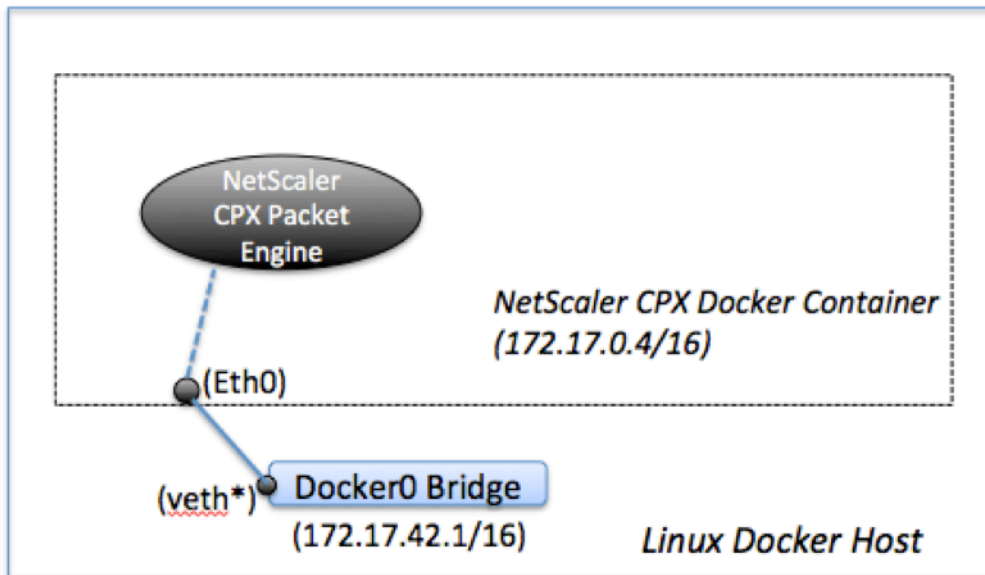 NetScaler
CPX Packet
Engine
NetScaler CPX Docker Container
(172.17.0.4/16)
(Eth0)
(veth*)
Docker0 Bridge
(172.17.42.1/16)
Linux Docker Host